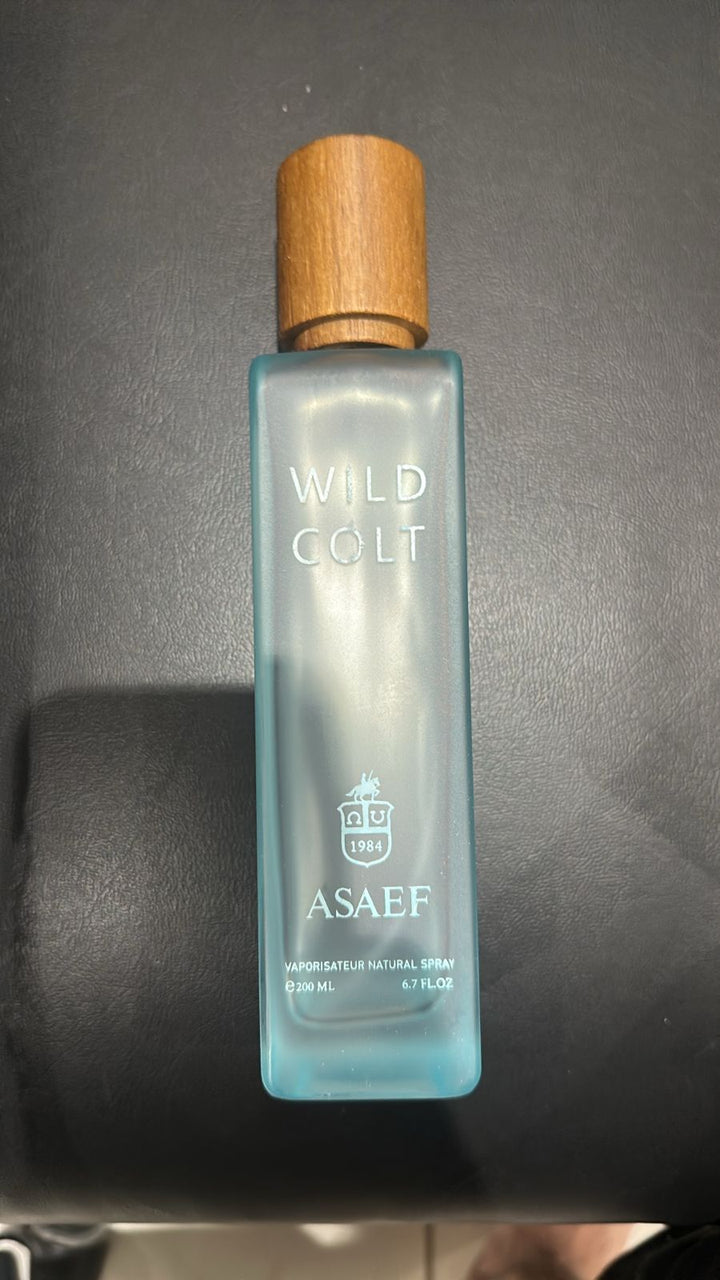 WILD
COLT
Ω Ʊ
1984
ASAEF
VAPORISATEUR NATURAL SPRAY
℮200 ML 6.7 FL.OZ